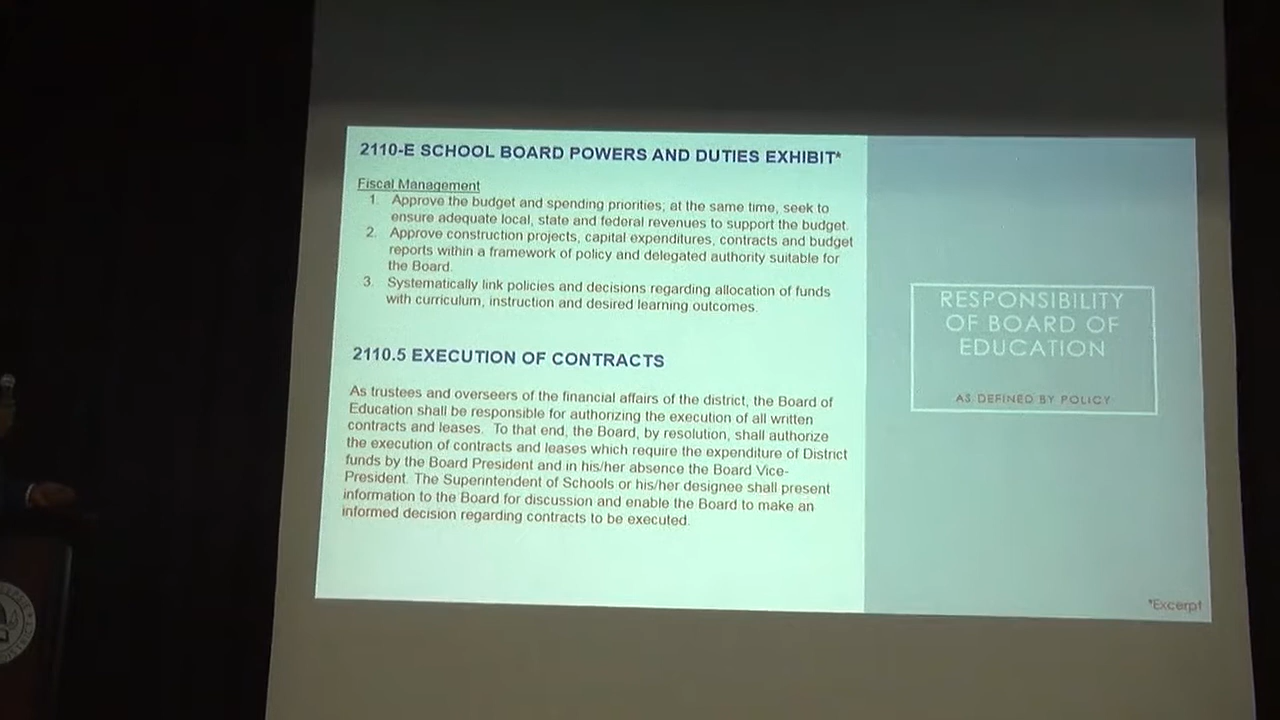 2110-E SCHOOL BOARD POWERS AND DUTIES EXHIBIT*
Fiscal Management
1. Approve the budget and spending priorities; at the same time, seek to
ensure adequate local, state and federal revenues to support the budget.
2. Approve construction projects, capital expenditures, contracts and budget
reports within a framework of policy and delegated authority suitable for
the Board.
3. Systematically link policies and decisions regarding allocation of funds
with curriculum, instruction and desired learning outcomes.
2110.5 EXECUTION OF CONTRACTS
As trustees and overseers of the financial affairs of the district, the Board of
Education shall be responsible for authorizing the execution of all written
contracts and leases. To that end, the Board, by resolution, shall authorize
the execution of contracts and leases which require the expenditure of District
funds by the Board President and in his/her absence the Board Vice-
President. The Superintendent of Schools or his/her designee shall present
information to the Board for discussion and enable the Board to make an
informed decision regarding contracts to be executed.
RESPONSIBILITY
OF BOARD OF
EDUCATION
AS DEFINED BY POLICY
*Excerpt